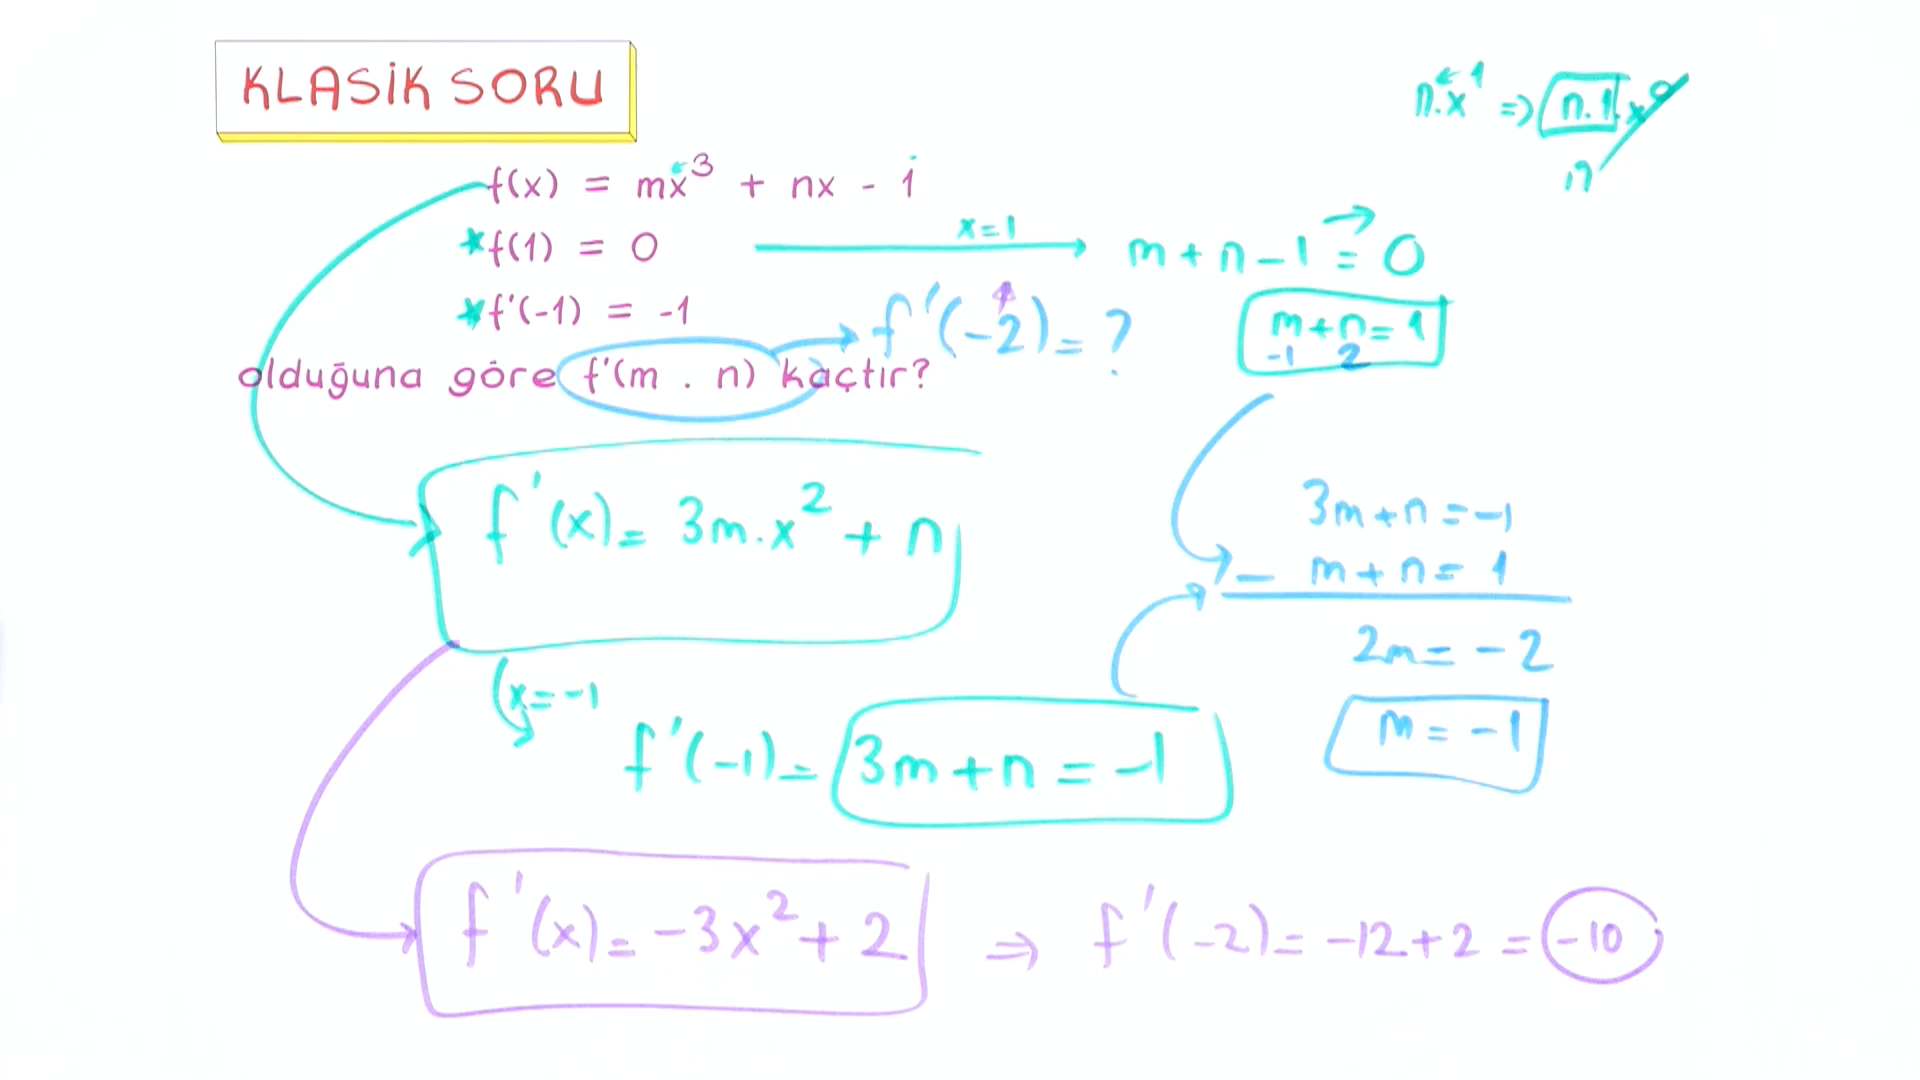 KLASİK SORU
n.x¹ => n.1.x⁰
n
f(x) = mx³ + nx - 1
*f(1) = 0
x=1
m+n-1=0
*f'(-1) = -1
f'(-2)=?
m+n=1
-1 2
olduğuna göre f'(m . n) kaçtır?
f'(x)= 3m.x²+n
3m+n=-1
- m+n=1
2m=-2
m=-1
x=-1
f'(-1)=3m+n=-1
f'(x)=-3x²+2 => f'(-2)=-12+2=-10